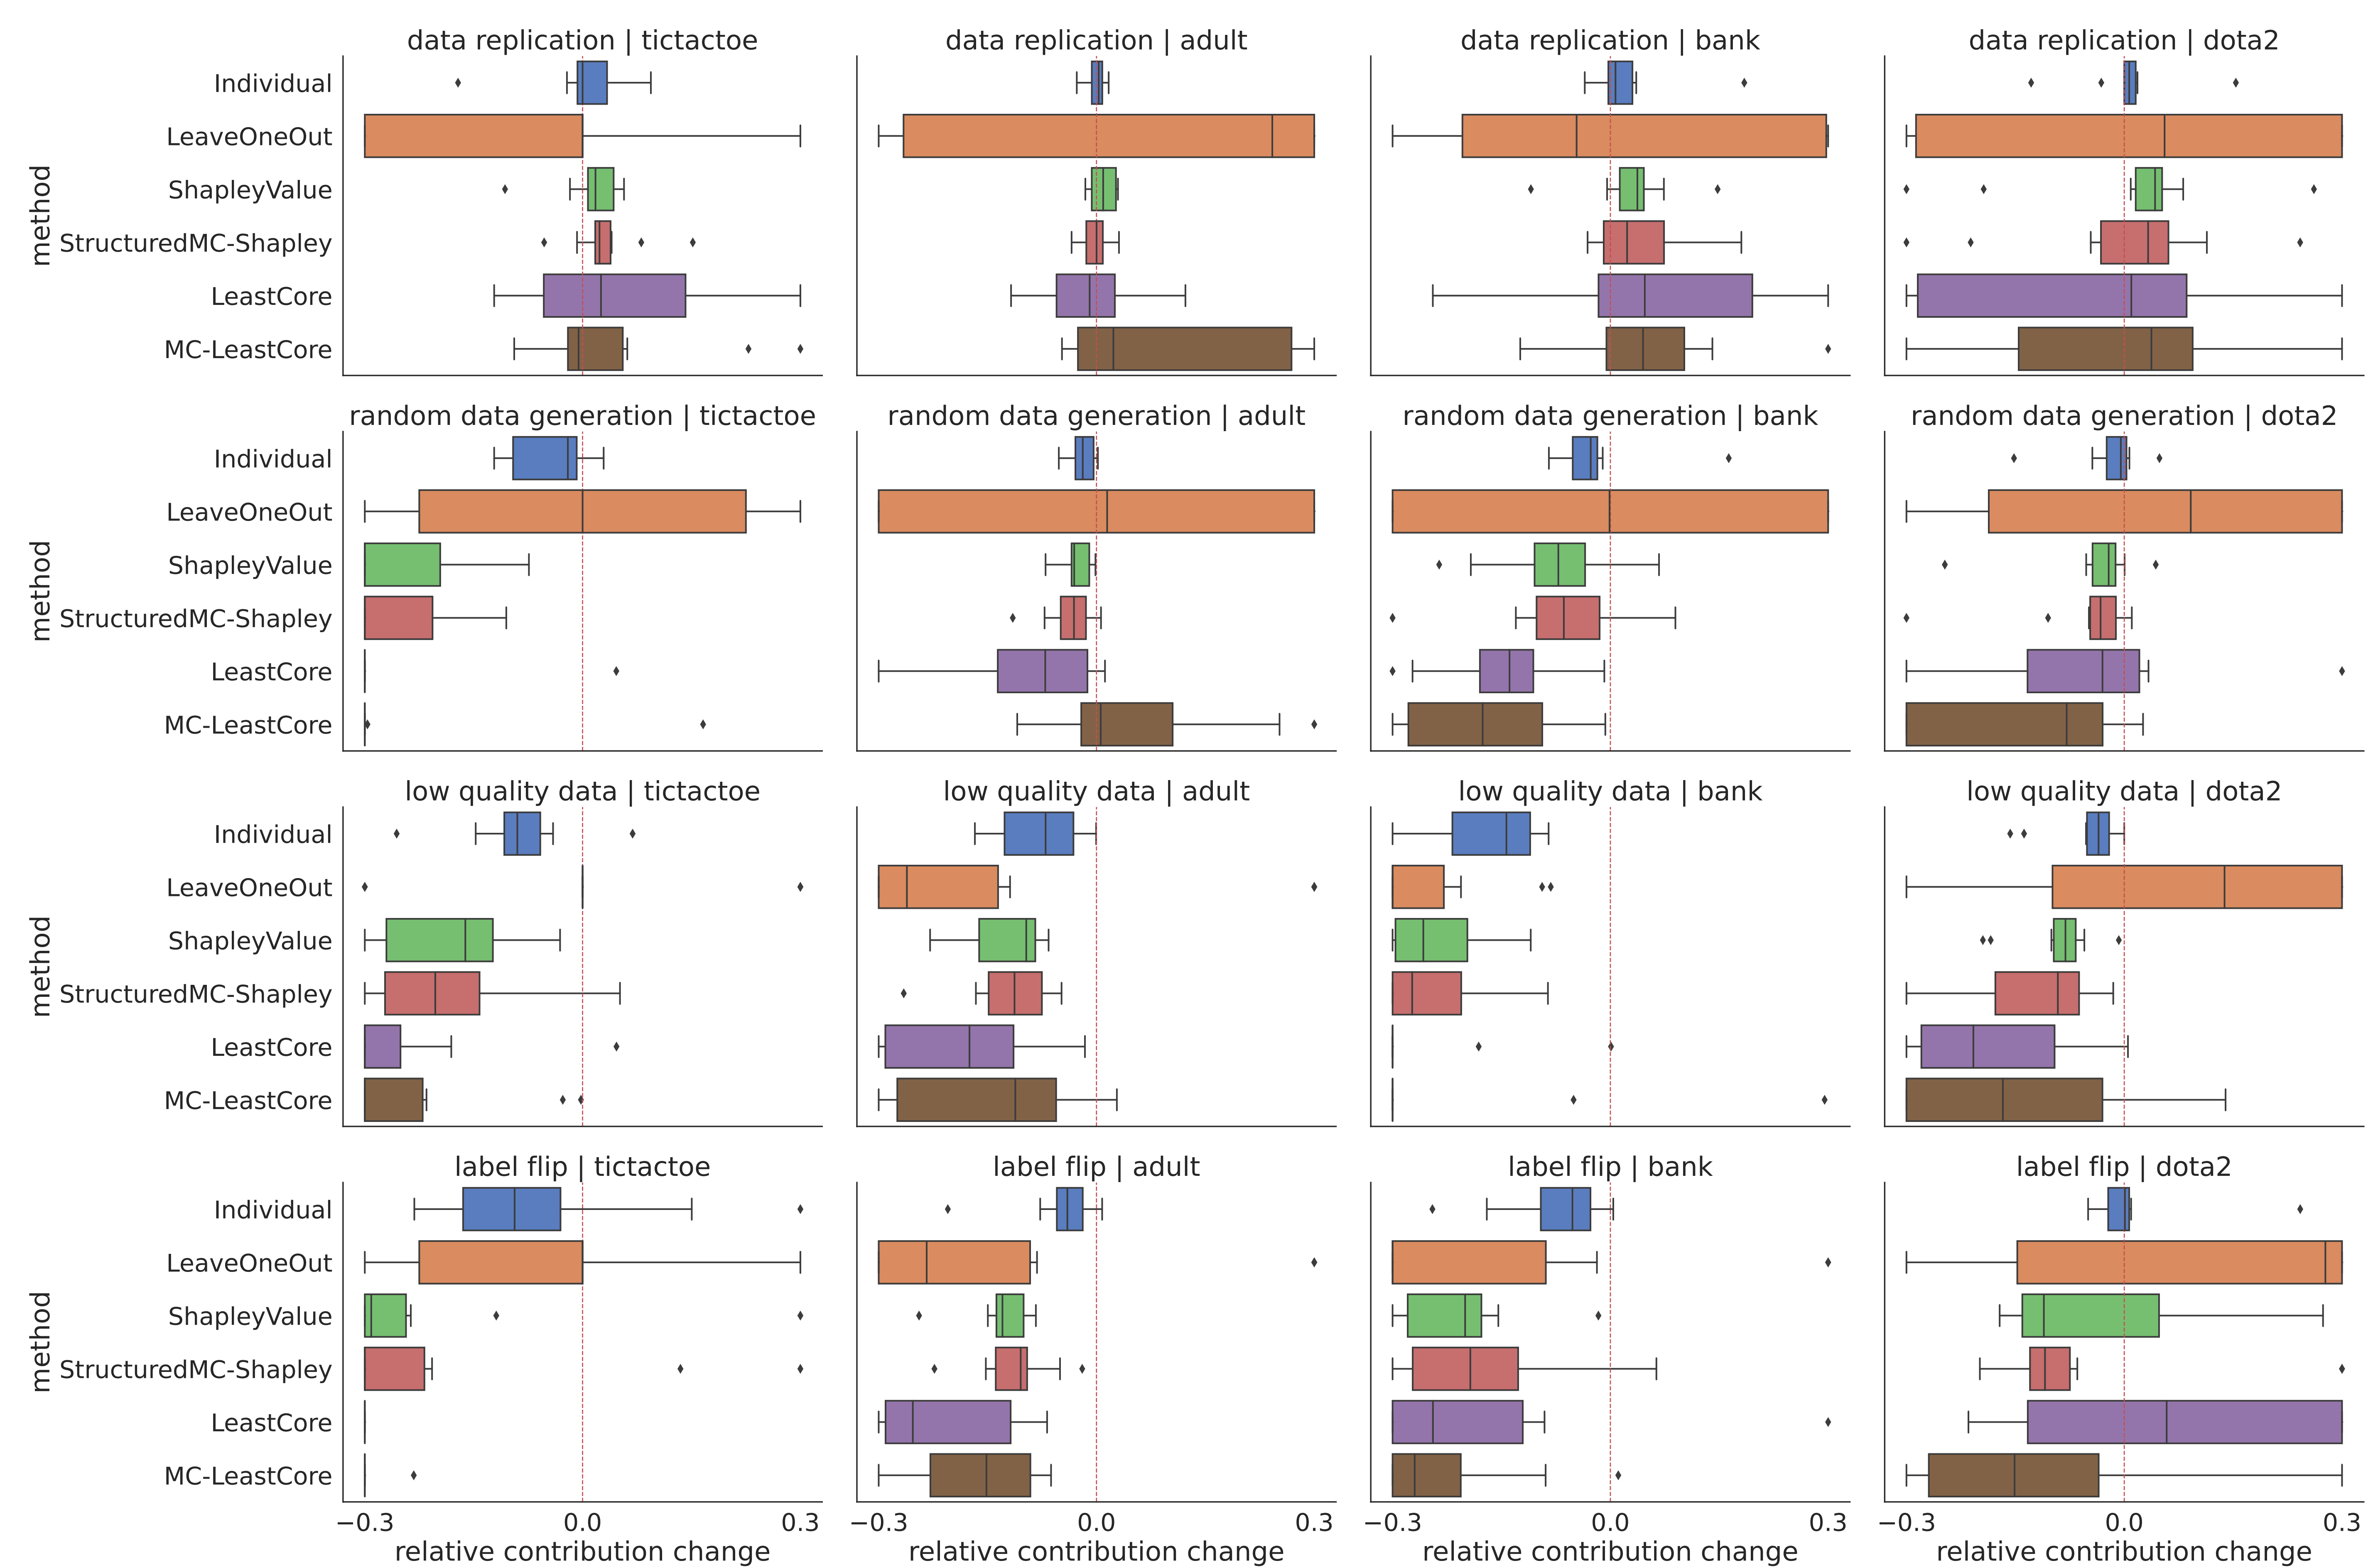 data replication | tictactoe
data replication | adult
data replication | bank
data replication | dota2
method
Individual
LeaveOneOut
ShapleyValue
StructuredMC-Shapley
LeastCore
MC-LeastCore
random data generation | tictactoe
random data generation | adult
random data generation | bank
random data generation | dota2
method
Individual
LeaveOneOut
ShapleyValue
StructuredMC-Shapley
LeastCore
MC-LeastCore
low quality data | tictactoe
low quality data | adult
low quality data | bank
low quality data | dota2
method
Individual
LeaveOneOut
ShapleyValue
StructuredMC-Shapley
LeastCore
MC-LeastCore
label flip | tictactoe
label flip | adult
label flip | bank
label flip | dota2
method
Individual
LeaveOneOut
ShapleyValue
StructuredMC-Shapley
LeastCore
MC-LeastCore
−0.3 0.0 0.3
−0.3 0.0 0.3
−0.3 0.0 0.3
−0.3 0.0 0.3
relative contribution change
relative contribution change
relative contribution change
relative contribution change